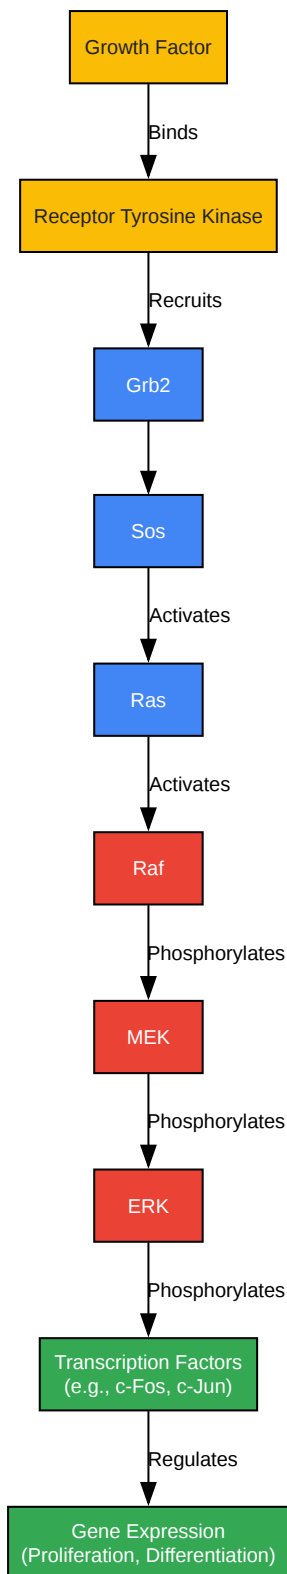 Growth Factor
Binds
Receptor Tyrosine Kinase
Recruits
Grb2
Sos
Activates
Ras
Activates
Raf
Phosphorylates
MEK
Phosphorylates
ERK
Phosphorylates
Transcription Factors
(e.g., c-Fos, c-Jun)
Regulates
Gene Expression
(Proliferation, Differentiation)